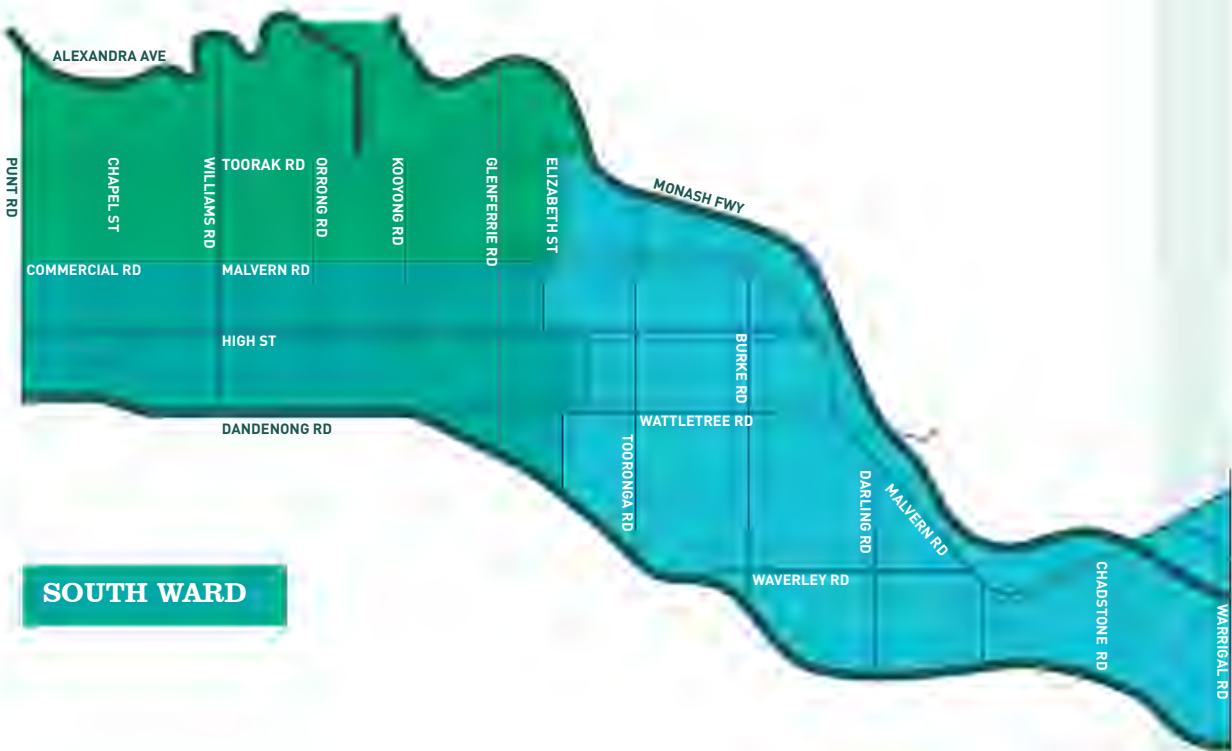 ALEXANDRA AVE
PUNT RD
CHAPEL ST
WILLIAMS RD
TOORAK RD
ORRONG RD
KOOYONG RD
GLENFERRIE RD
ELIZABETH ST
MONASH FWY
COMMERCIAL RD
MALVERN RD
HIGH ST
BURKE RD
WATTLETREE RD
DANDENONG RD
TOORONGA RD
DARLING RD
MALVERN RD
WAVERLEY RD
CHADSTONE RD
WARRIGAL RD
SOUTH WARD